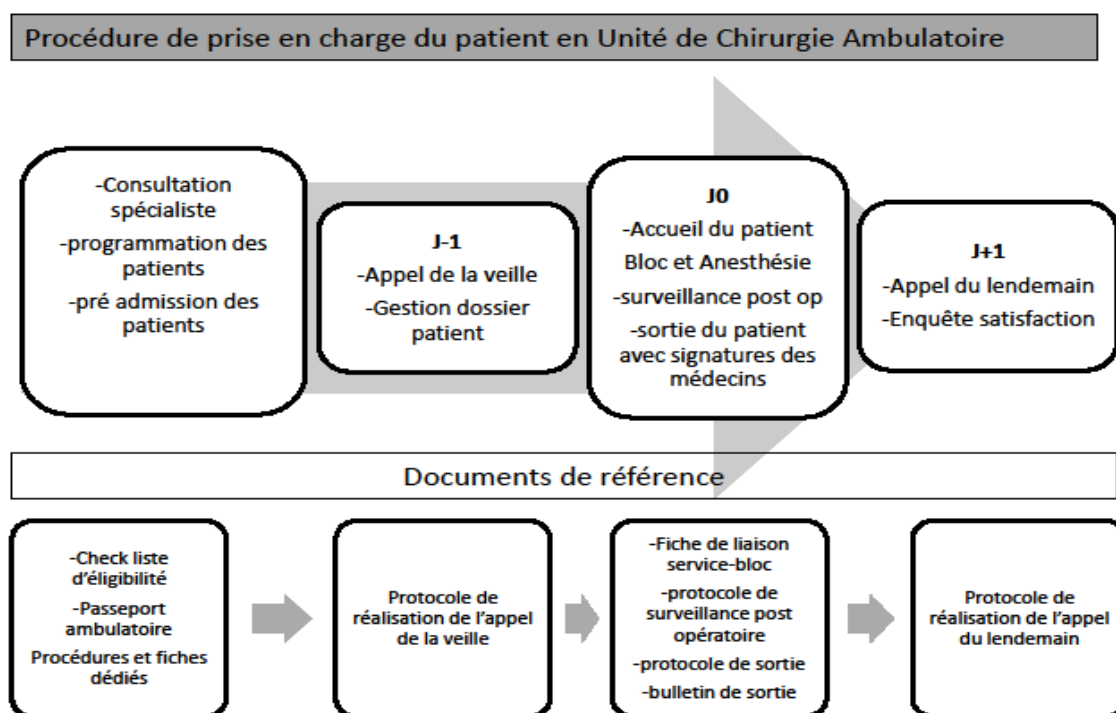 Procédure de prise en charge du patient en Unité de Chirurgie Ambulatoire
-Consultation
spécialiste
-programmation des
patients
-pré admission des
patients
J-1
-Appel de la veille
-Gestion dossier
patient
J0
-Accueil du patient
Bloc et Anesthésie
-surveillance post op
-sortie du patient
avec signatures des
médecins
J+1
-Appel du lendemain
-Enquête satisfaction
Documents de référence
-Check liste
d'éligibilité
-Passeport
ambulatoire
Procédures et fiches
dédiés
Protocole de
réalisation de l'appel
de la veille
-Fiche de liaison
service-bloc
-protocole de
surveillance post
opératoire
-protocole de sortie
-bulletin de sortie
Protocole de
réalisation de l'appel
du lendemain